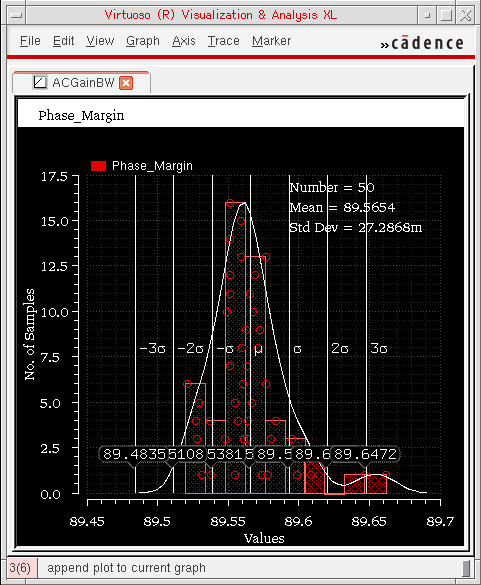 Virtuoso (R) Visualization & Analysis XL
File Edit View Graph Axis Trace Marker
cādence
ACGainBW
Phase_Margin
Phase_Margin
Number = 50
Mean = 89.5654
Std Dev = 27.2868m
No. of Samples
17.5
15.0
12.5
10.0
7.5
5.0
2.5
0.0
-3σ -2σ -σ μ σ 2σ 3σ
89.4835 5108 5381 89.5 89.6 89.6472
89.45 89.5 89.55 89.6 89.65 89.7
Values
3(6) append plot to current graph